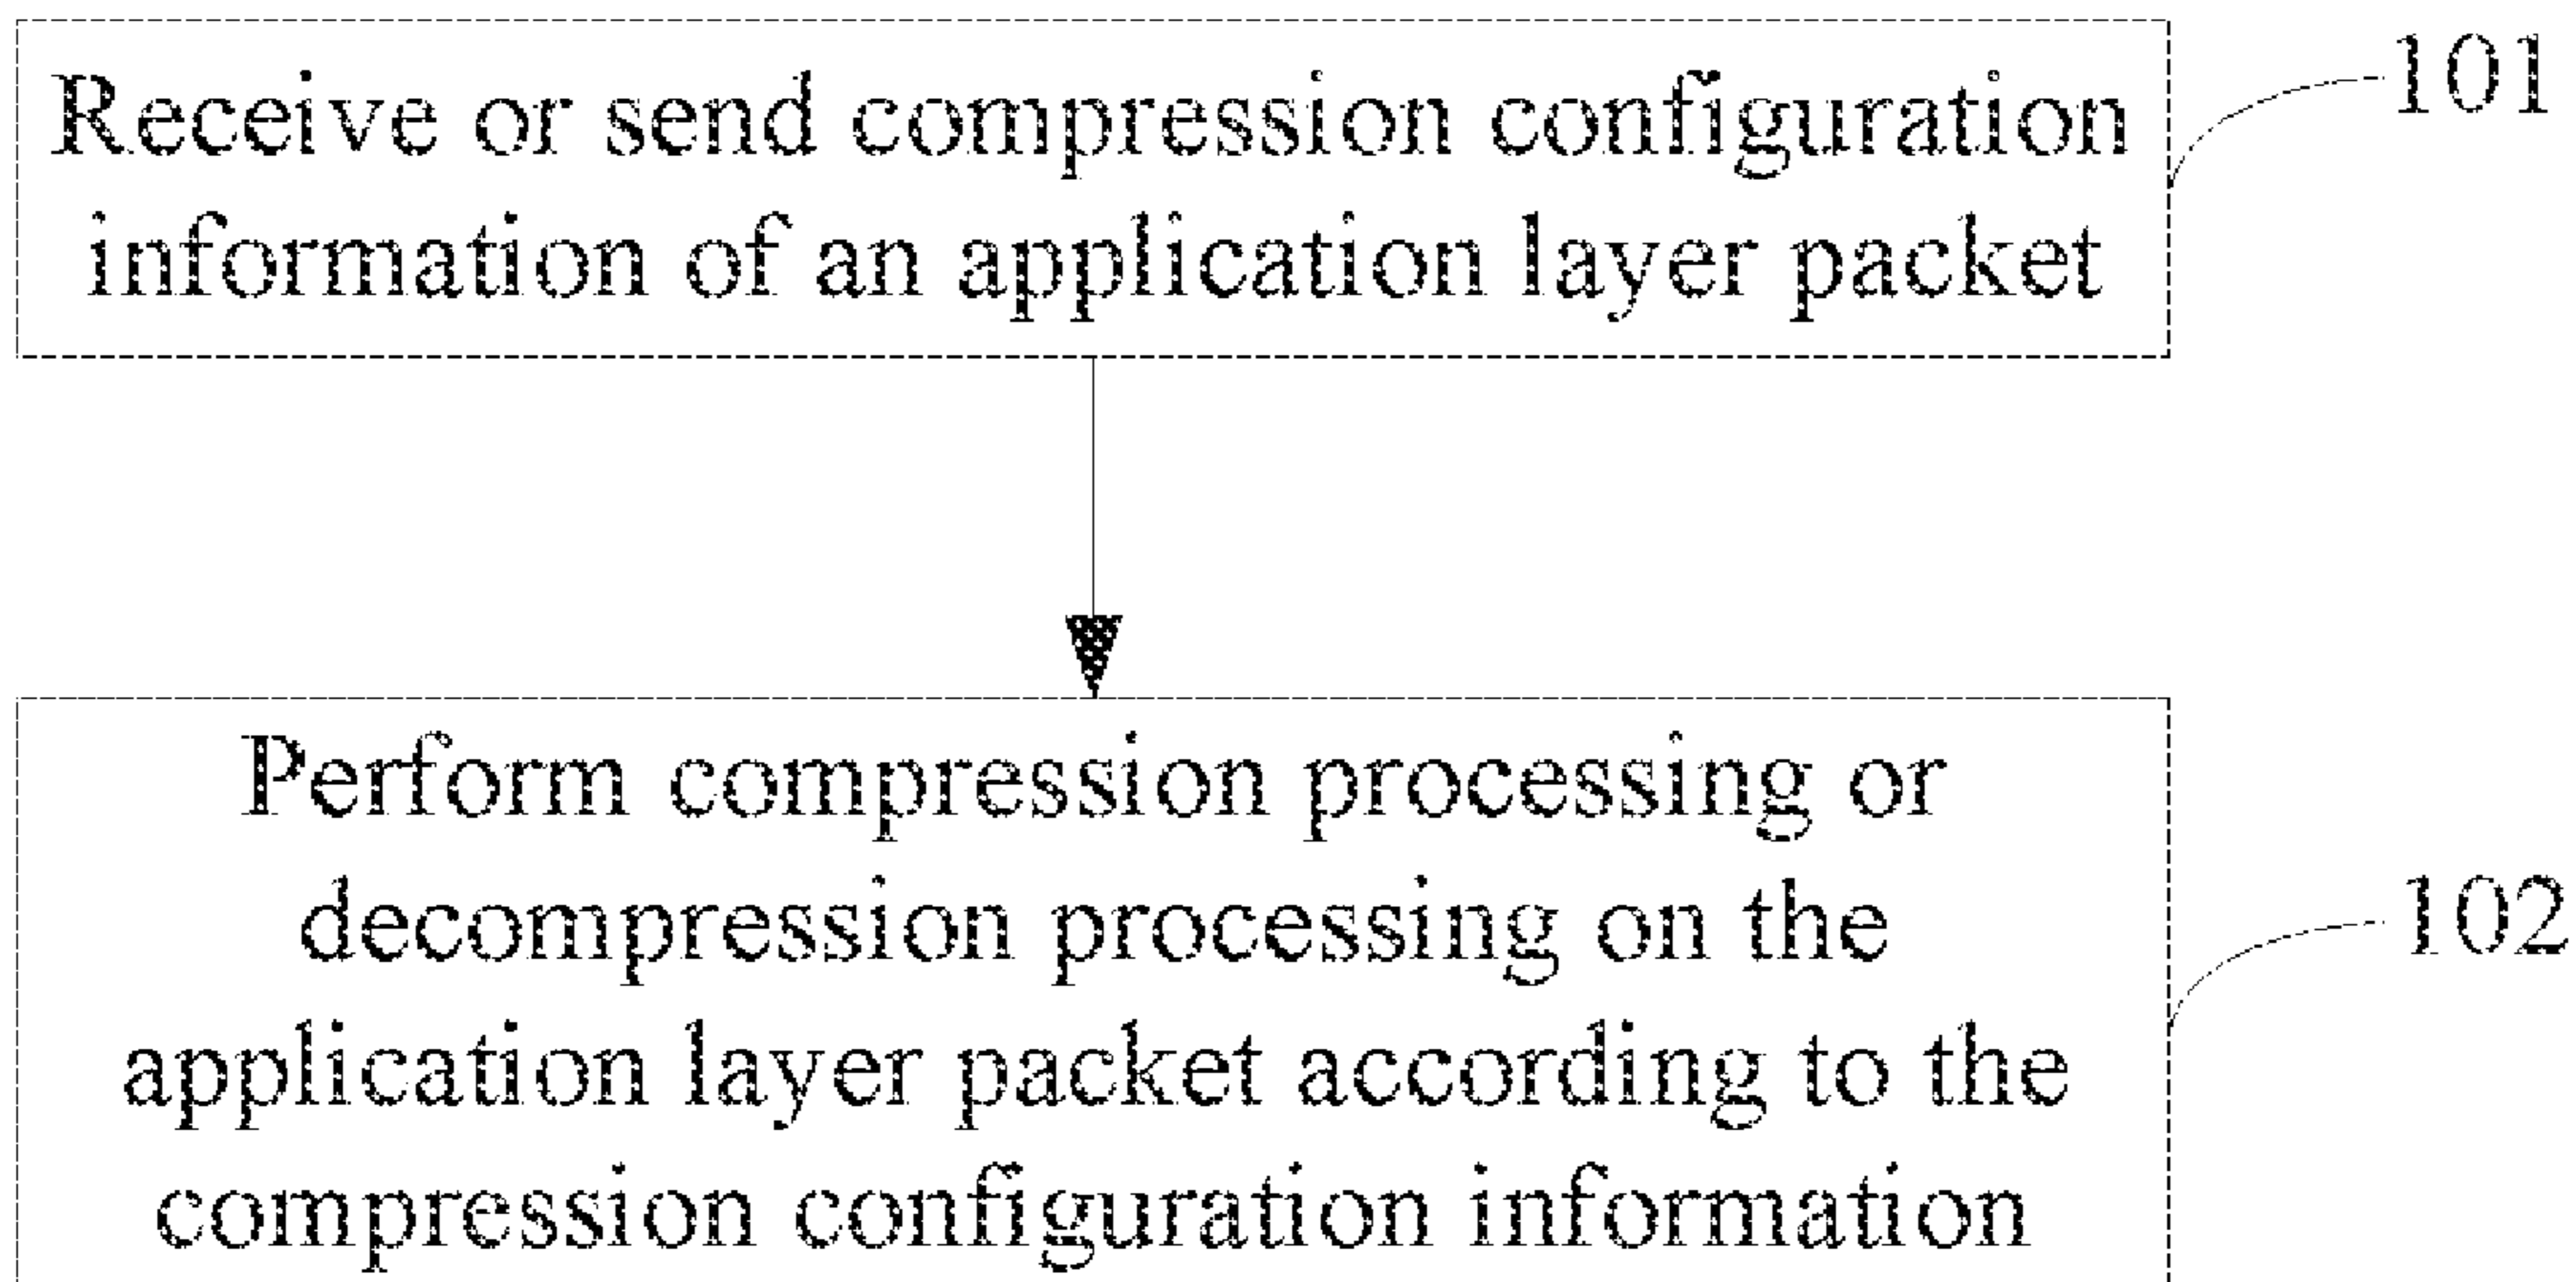 Receive or send compression configuration
information of an application layer packet
101
Perform compression processing or
decompression processing on the
application layer packet according to the
compression configuration information
102